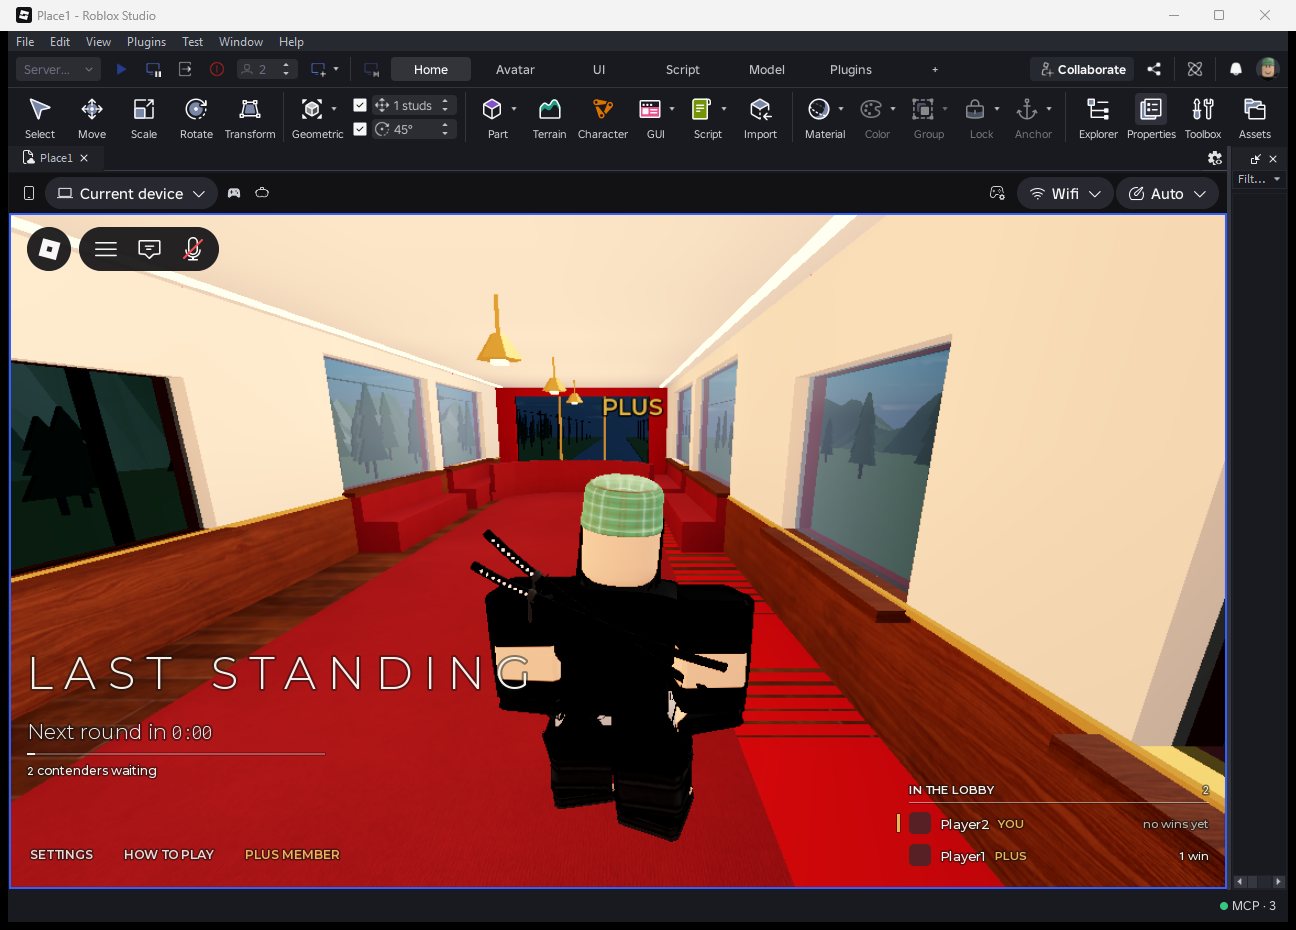 Place1 - Roblox Studio
File Edit View Plugins Test Window Help
Server... 2 Home Avatar UI Script Model Plugins + Collaborate
Select Move Scale Rotate Transform Geometric 1 studs 45° Part Terrain Character GUI Script Import Material Color Group Lock Anchor Explorer Properties Toolbox Assets
Place1
Filt...
Current device Wifi Auto
PLUS
LAST STANDING
Next round in 0:00
2 contenders waiting
SETTINGS HOW TO PLAY PLUS MEMBER
IN THE LOBBY 2
Player2 YOU no wins yet
Player1 PLUS 1 win
MCP · 3